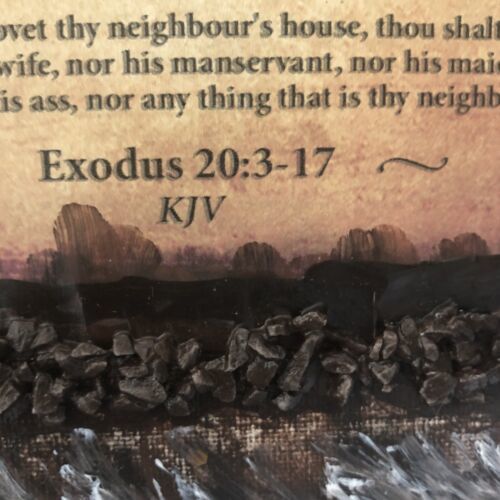 ovet thy neighbour's house, thou shalt
wife, nor his manservant, nor his maid
is ass, nor any thing that is thy neighb
Exodus 20:3-17
KJV